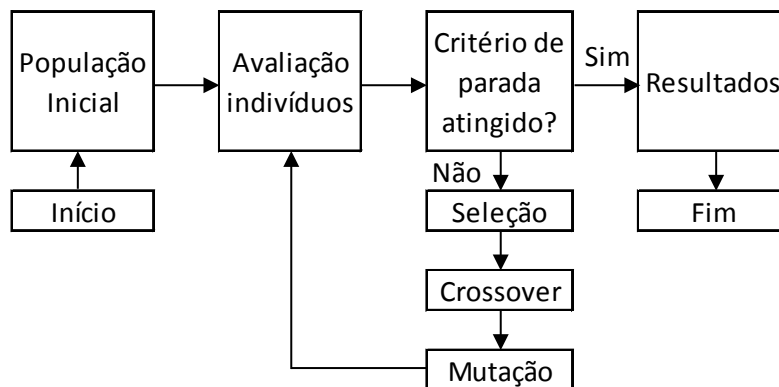 População
Inicial
Avaliação
indivíduos
Critério de
parada
atingido?
Sim
Resultados
Início
Não
Seleção
Fim
Crossover
Mutação